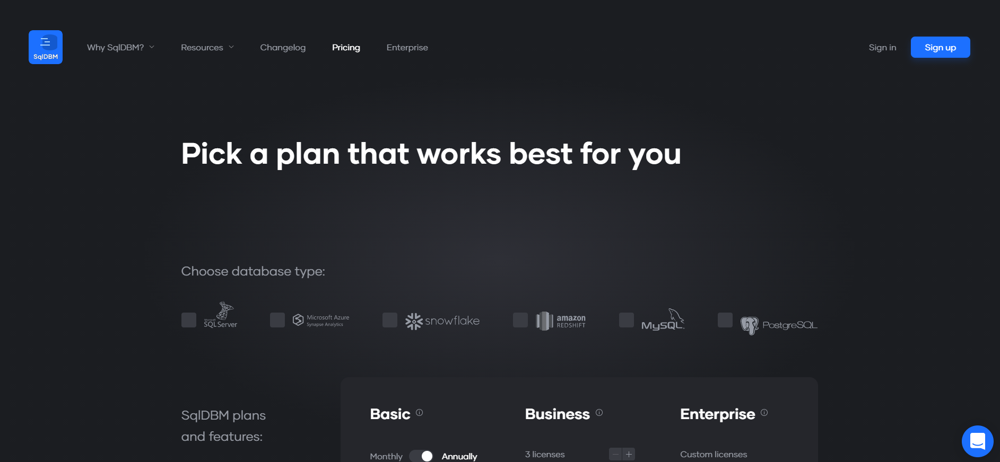 SqlDBM
Why SqlDBM? Resources Changelog Pricing Enterprise Sign in Sign up
Pick a plan that works best for you
Choose database type:
Microsoft
SQL Server
Microsoft Azure
Synapse Analytics
snowflake
amazon
REDSHIFT
MySQL
PostgreSQL
SqlDBM plans
and features:
Basic Business Enterprise
Monthly Annually 3 licenses Custom licenses